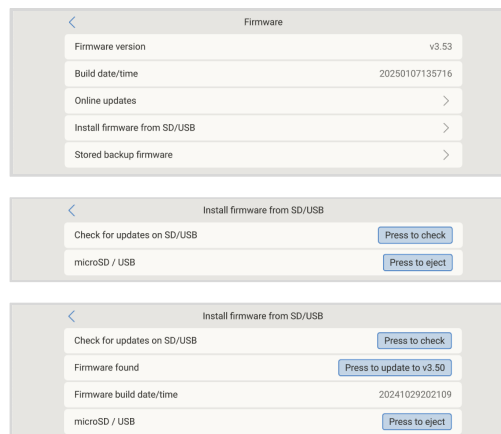 Firmware
Firmware version v3.53
Build date/time 20250107135716
Online updates
Install firmware from SD/USB
Stored backup firmware
Install firmware from SD/USB
Check for updates on SD/USB Press to check
microSD / USB Press to eject
Install firmware from SD/USB
Check for updates on SD/USB Press to check
Firmware found Press to update to v3.50
Firmware build date/time 20241029202109
microSD / USB Press to eject